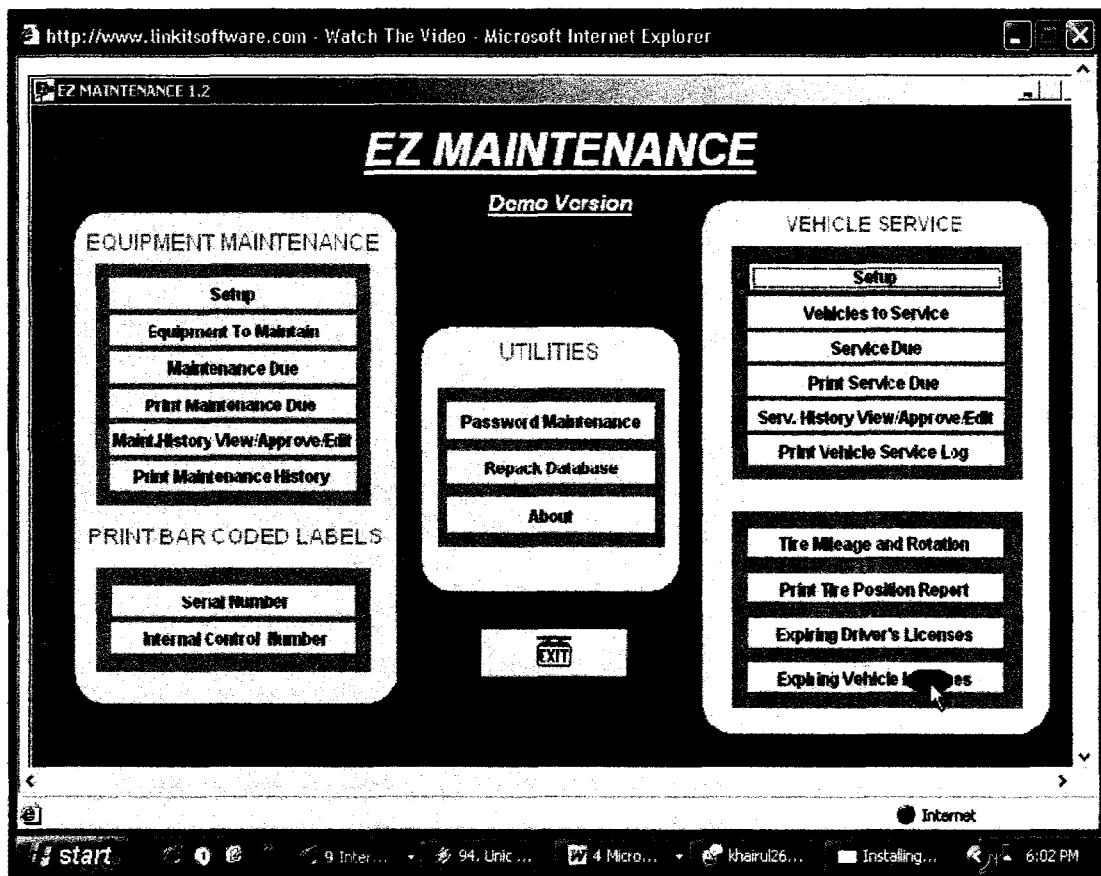 http://www.linkitsoftware.com - Watch The Video - Microsoft Internet Explorer
EZ MAINTENANCE 1.2
EZ MAINTENANCE
Demo Version
EQUIPMENT MAINTENANCE
Setup
Equipment To Maintain
Maintenance Due
Print Maintenance Due
Maint.History View/Approve/Edit
Print Maintenance History
PRINT BAR CODED LABELS
Serial Number
Internal Control Number
UTILITIES
Password Maintenance
Repack Database
About
EXIT
VEHICLE SERVICE
Setup
Vehicles to Service
Service Due
Print Service Due
Serv. History View/Approve/Edit
Print Vehicle Service Log
Tire Mileage and Rotation
Print Tire Position Report
Expiring Driver's Licenses
Expiring Vehicle
Internet
start 9 Inter... 94. Unic ... 4 Micro... khairul26... Installing... 6:02 PM